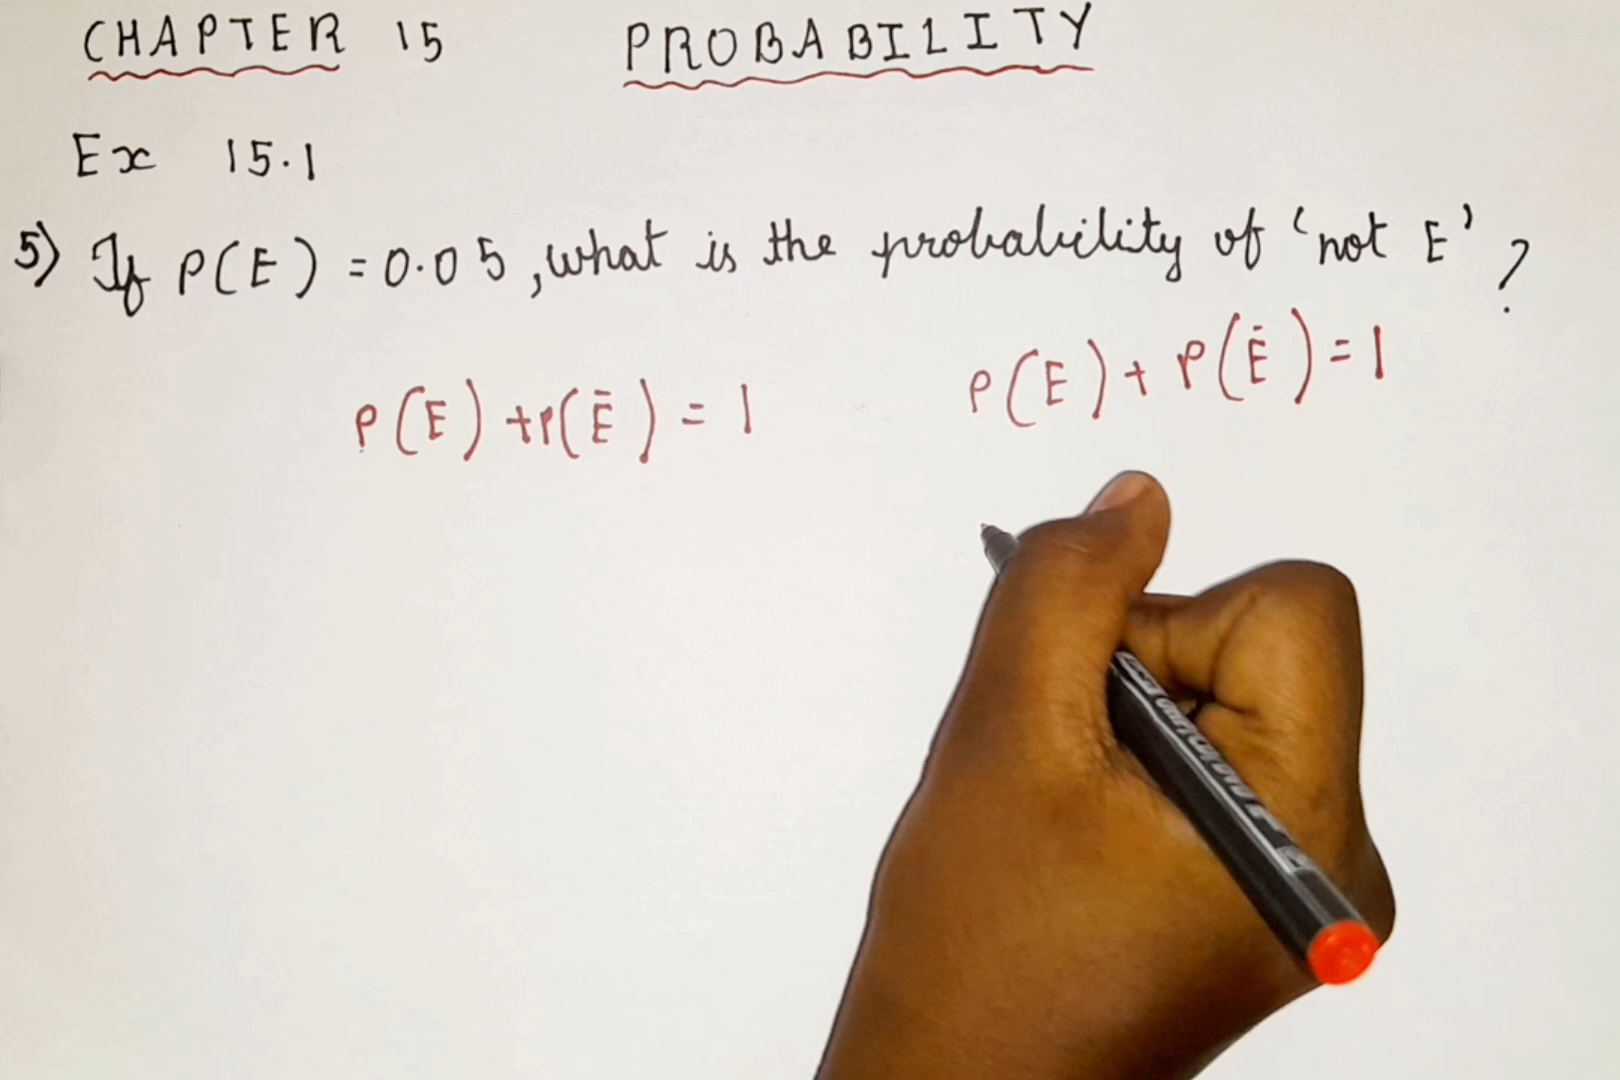 CHAPTER 15 PROBABILITY
Ex 15.1
5) If P(E) = 0.05, what is the probability of 'not E' ?
P(E) + P(Ē) = 1
P(E) + P(Ē) = 1